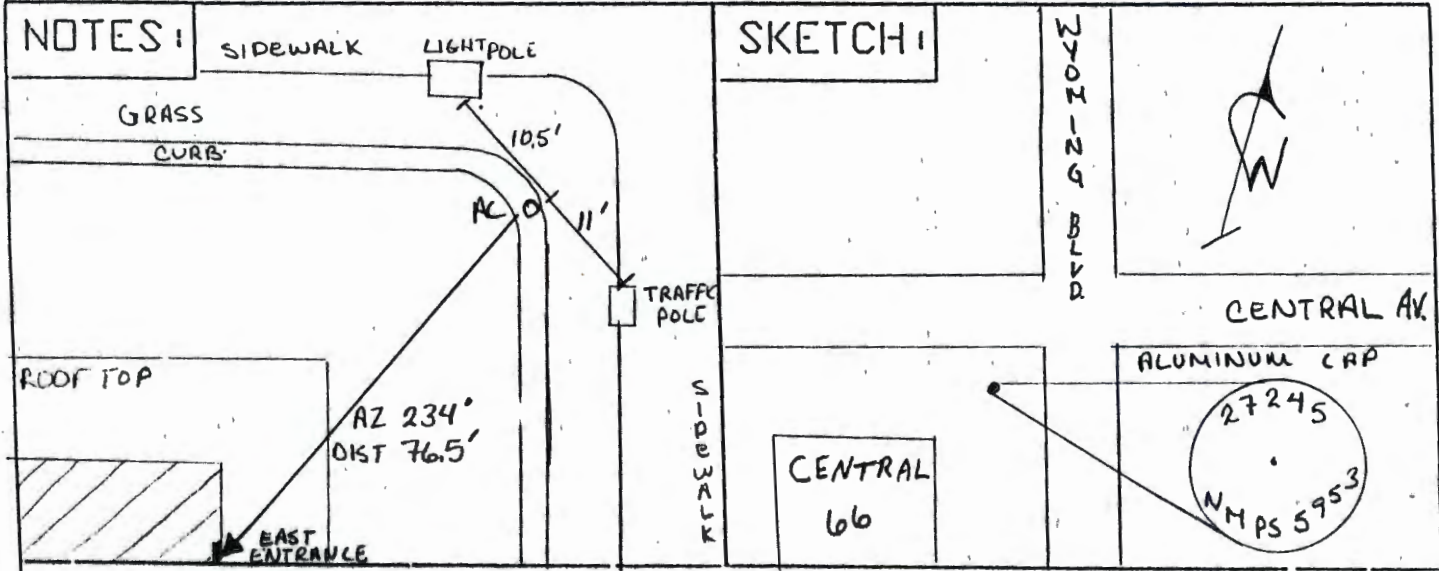 NOTES:
SIDEWALK
LIGHT POLE
GRASS
CURB
10.5'
AC
11'
TRAFFC
POLE
ROOF TOP
AZ 234°
DIST 76.5'
SIDEWALK
EAST
ENTRANCE
SKETCH:
WYOMING BLVD.
N
CENTRAL AV.
ALUMINUM CAP
27245
NMPS 5953
CENTRAL
66